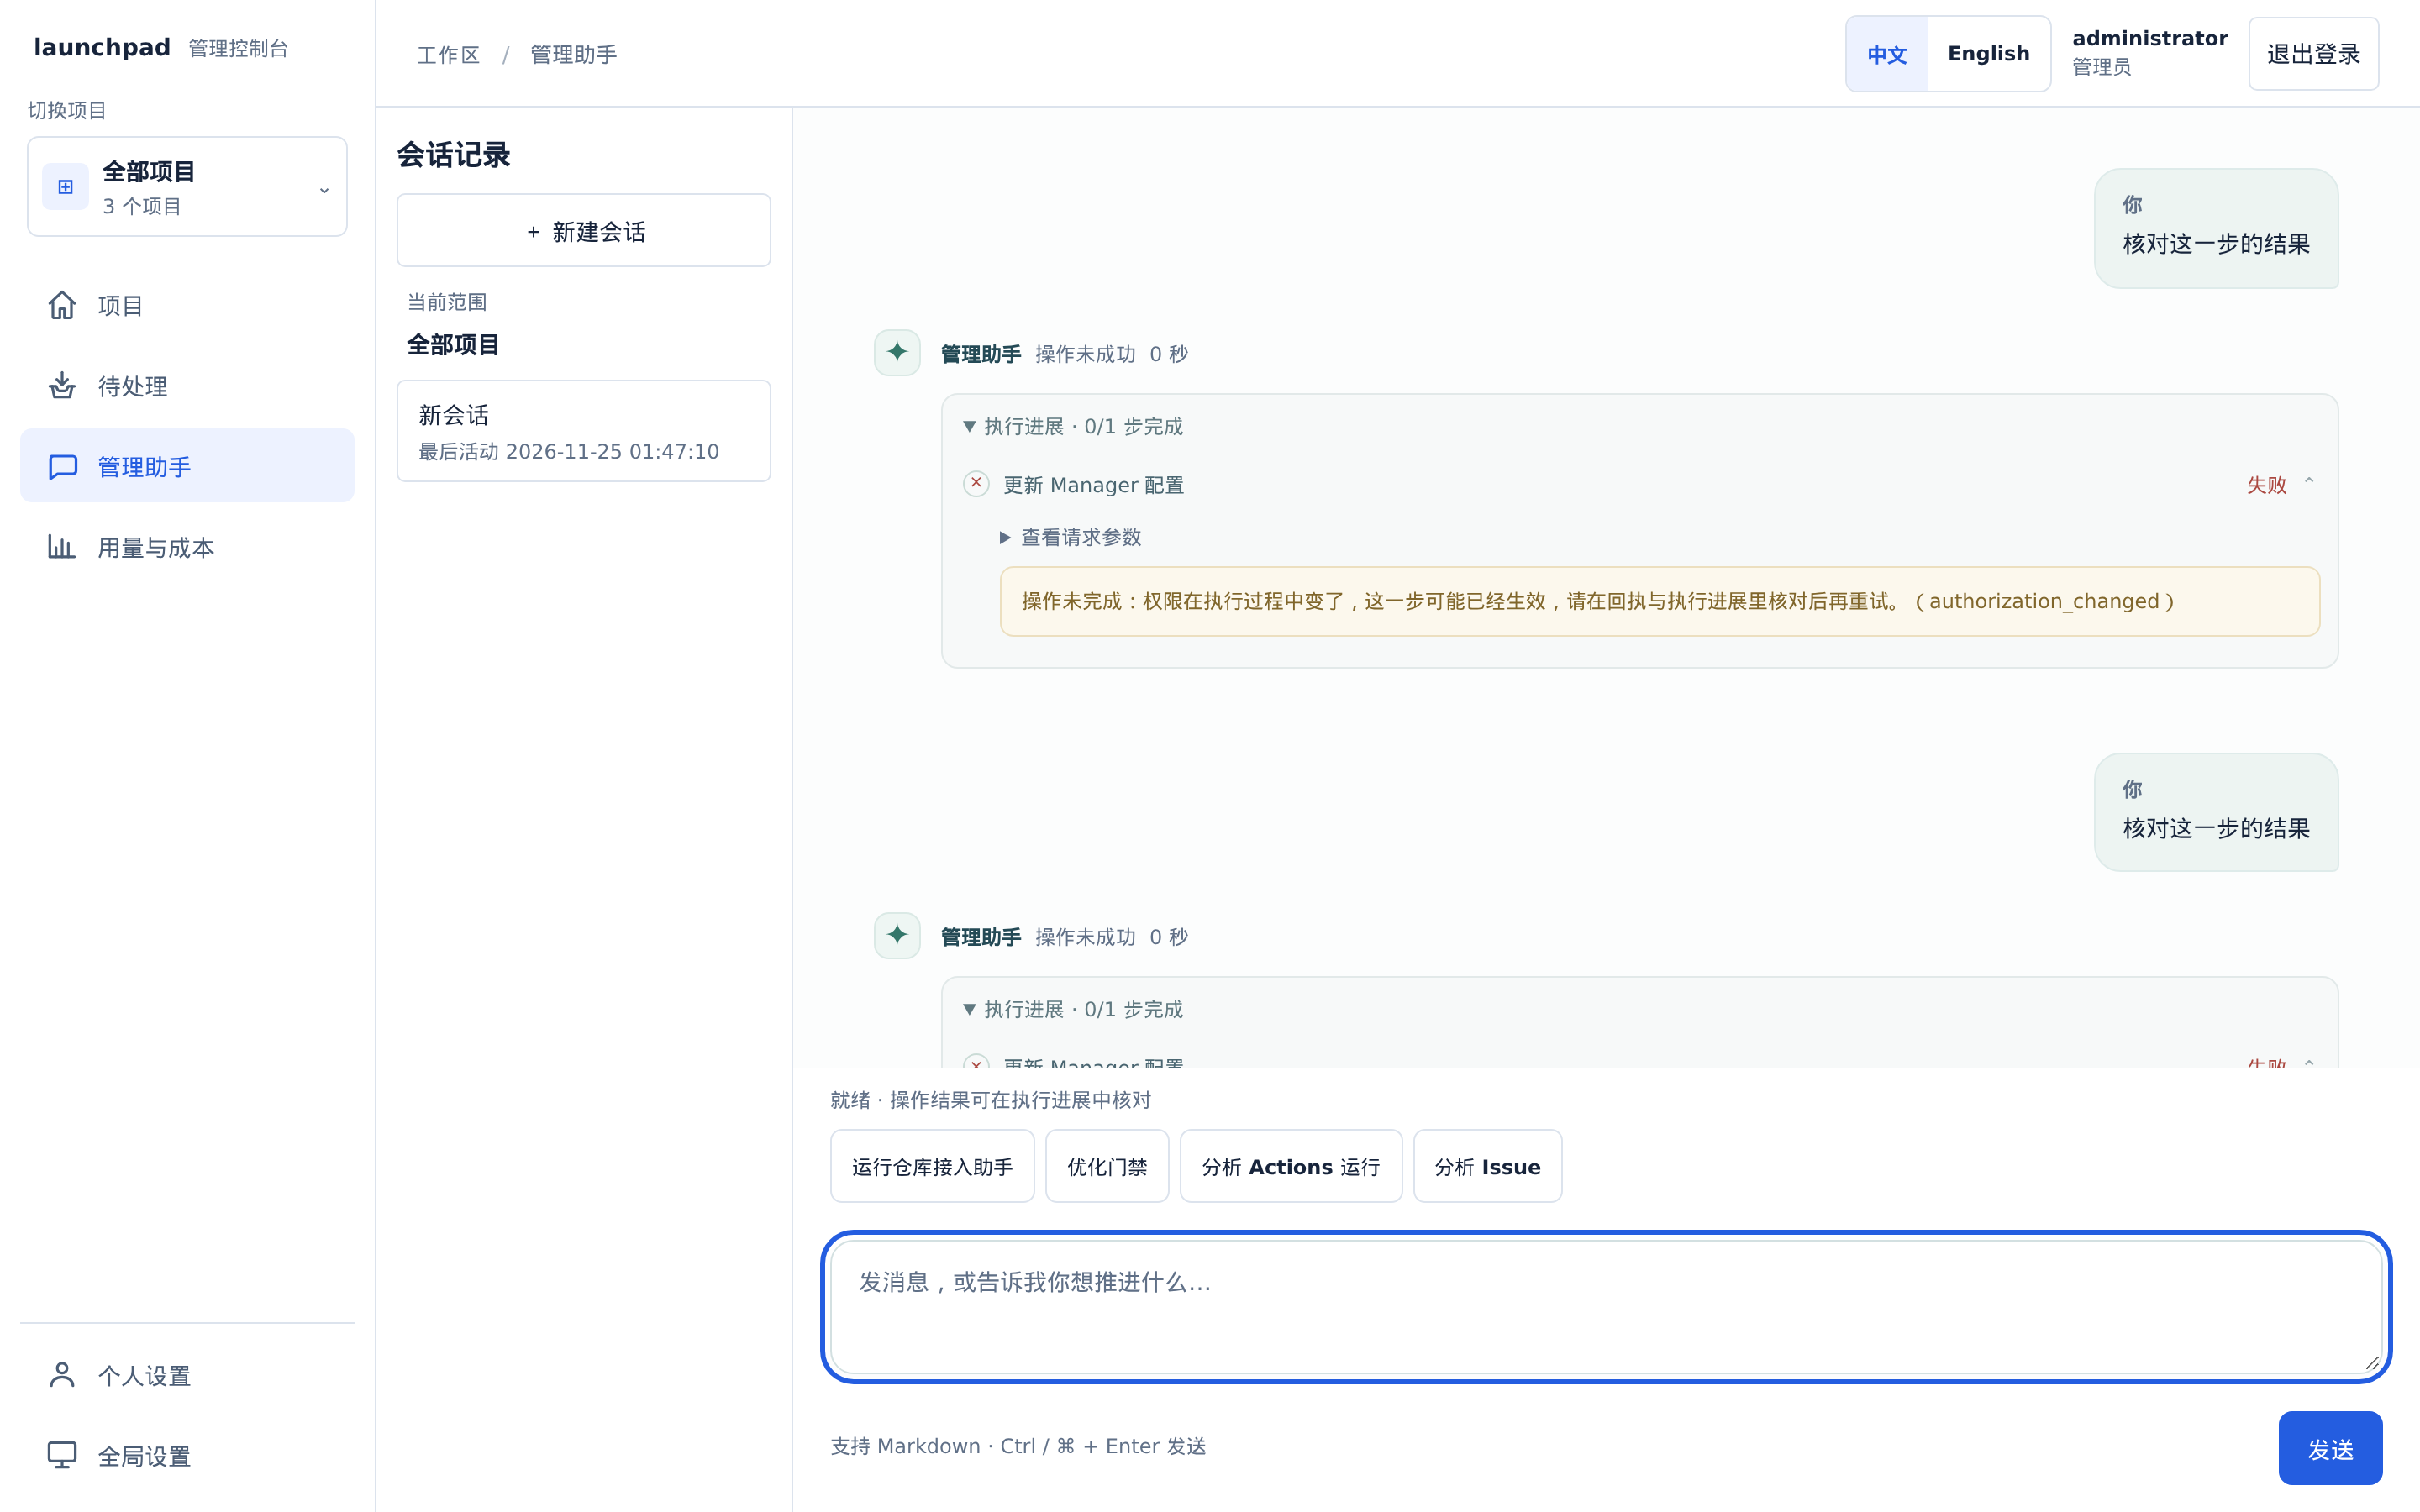 launchpad 管理控制台
切换项目
全部项目
3 个项目
项目
待处理
管理助手
用量与成本
个人设置
全局设置
工作区 / 管理助手
中文 English
administrator
管理员
退出登录
会话记录
+ 新建会话
当前范围
全部项目
新会话
最后活动 2026-11-25 01:47:10
你
核对这一步的结果
管理助手 操作未成功 0 秒
执行进展 · 0/1 步完成
更新 Manager 配置 失败
查看请求参数
操作未完成：权限在执行过程中变了，这一步可能已经生效，请在回执与执行进展里核对后再重试。（authorization_changed）
你
核对这一步的结果
管理助手 操作未成功 0 秒
执行进展 · 0/1 步完成
更新 Manager 配置 失败
就绪 · 操作结果可在执行进展中核对
运行仓库接入助手 优化门禁 分析 Actions 运行 分析 Issue
发消息，或告诉我你想推进什么...
支持 Markdown · Ctrl / ⌘ + Enter 发送
发送